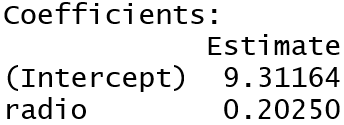 Coefficients:
Estimate
(Intercept) 9.31164
radio 0.20250